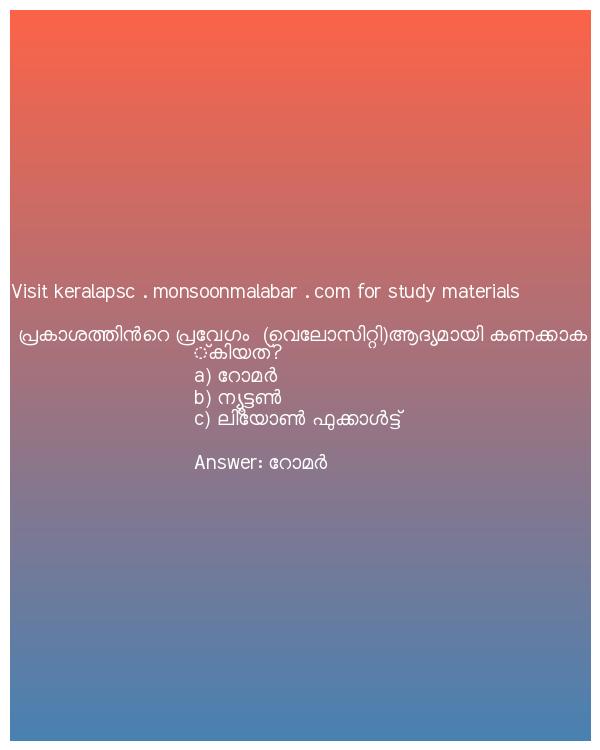 Visit keralapsc . monsoonmalabar . com for study materials
പ്രകാശത്തിൻറെ പ്രവേഗം (വെലോസിറ്റി)ആദ്യമായി കണക്കാക
്കിയത്?
a) റോമർ
b) ന്യൂട്ടൺ
c) ലിയോൺ ഫുക്കാൾട്ട്
Answer: റോമർ